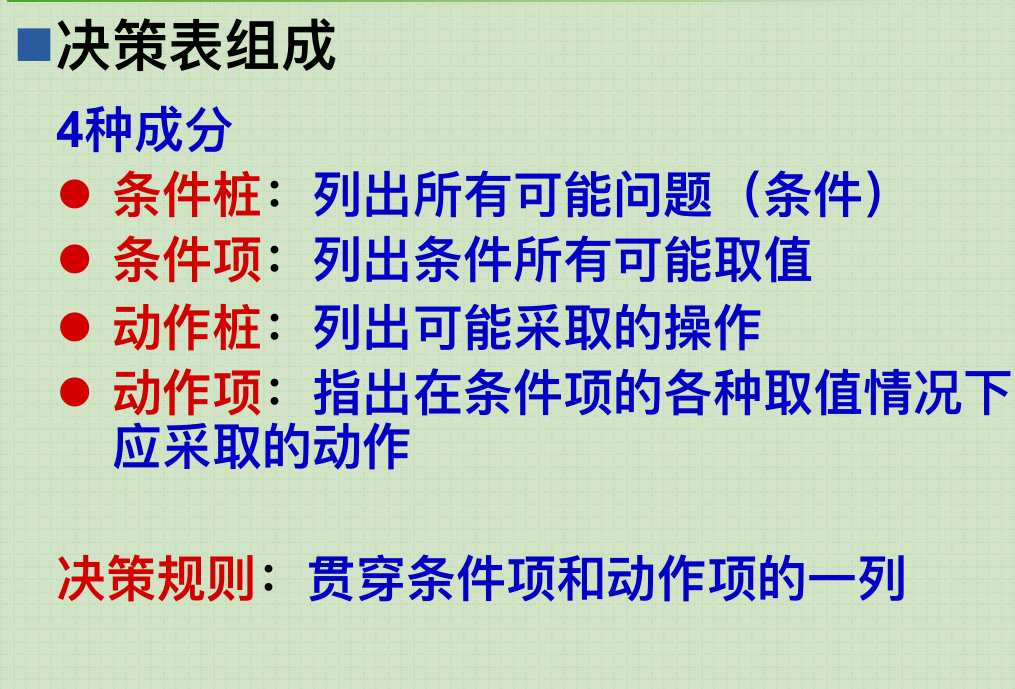 决策表组成
4种成分
条件桩：列出所有可能问题（条件）
条件项：列出条件所有可能取值
动作桩：列出可能采取的操作
动作项：指出在条件项的各种取值情况下
应采取的动作
决策规则：贯穿条件项和动作项的一列